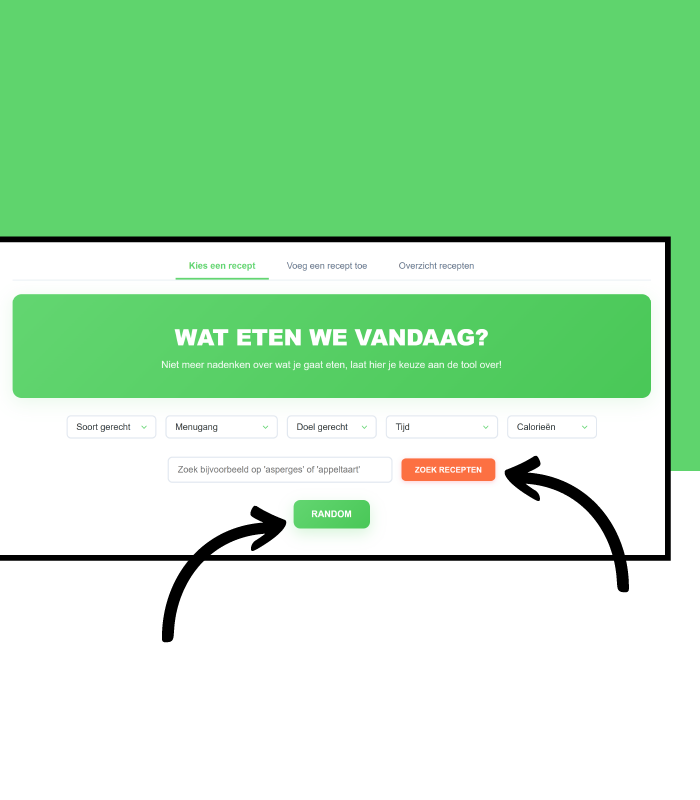 Kies een recept Voeg een recept toe Overzicht recepten
WAT ETEN WE VANDAAG?
Niet meer nadenken over wat je gaat eten, laat hier je keuze aan de tool over!
Soort gerecht Menugang Doel gerecht Tijd Calorieën
Zoek bijvoorbeeld op 'asperges' of 'appeltaart' ZOEK RECEPTEN
RANDOM